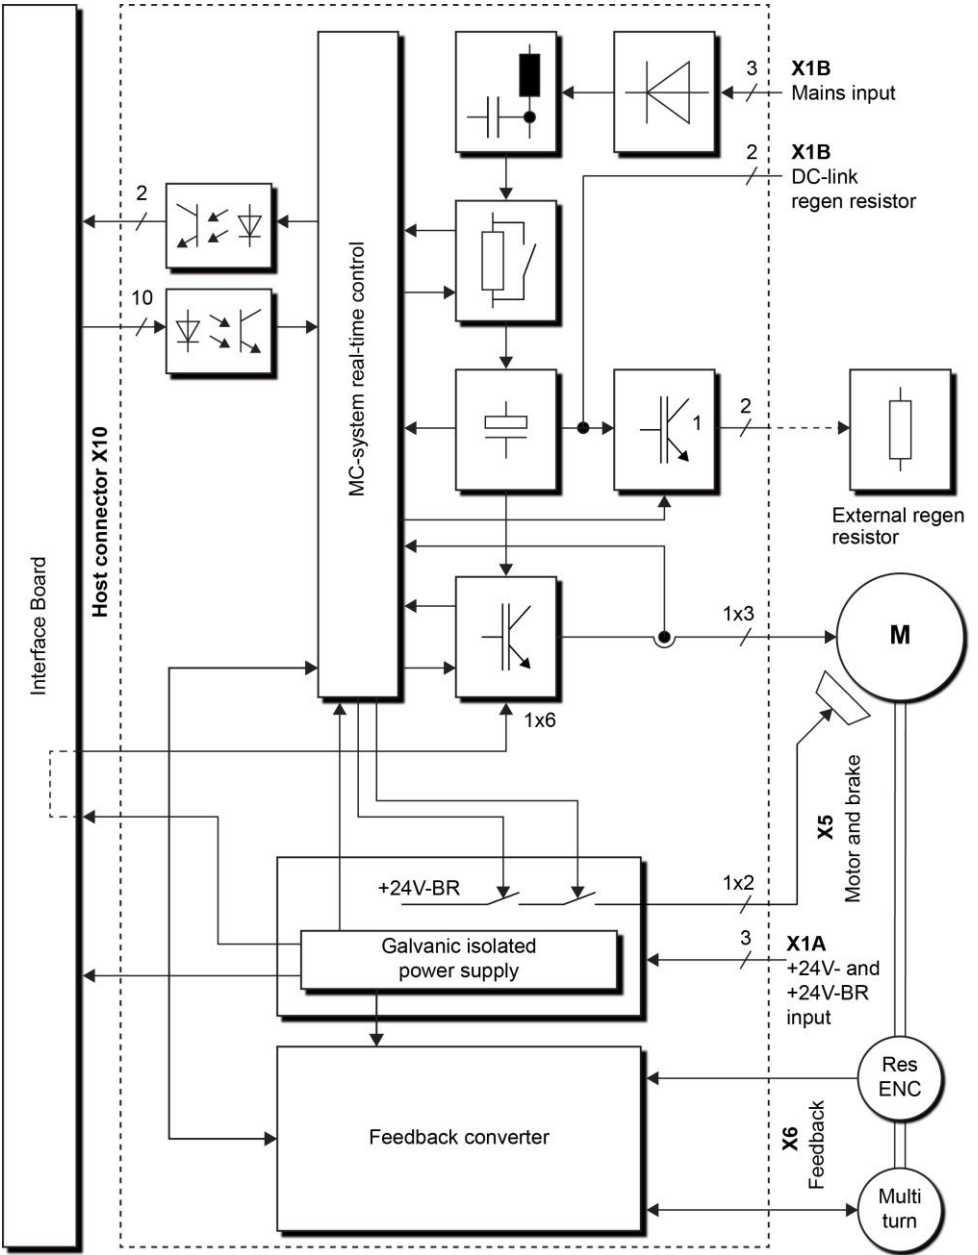 3
X1B
Mains input
2
X1B
DC-link
regen resistor
2
10
MC-system real-time control
Host connector X10
Interface Board
1
2
External regen
resistor
1x3
M
1x6
X5
Motor and brake
+24V-BR
1x2
Galvanic isolated
power supply
3
X1A
+24V- and
+24V-BR
input
Res
ENC
Feedback converter
X6
Feedback
Multi
turn